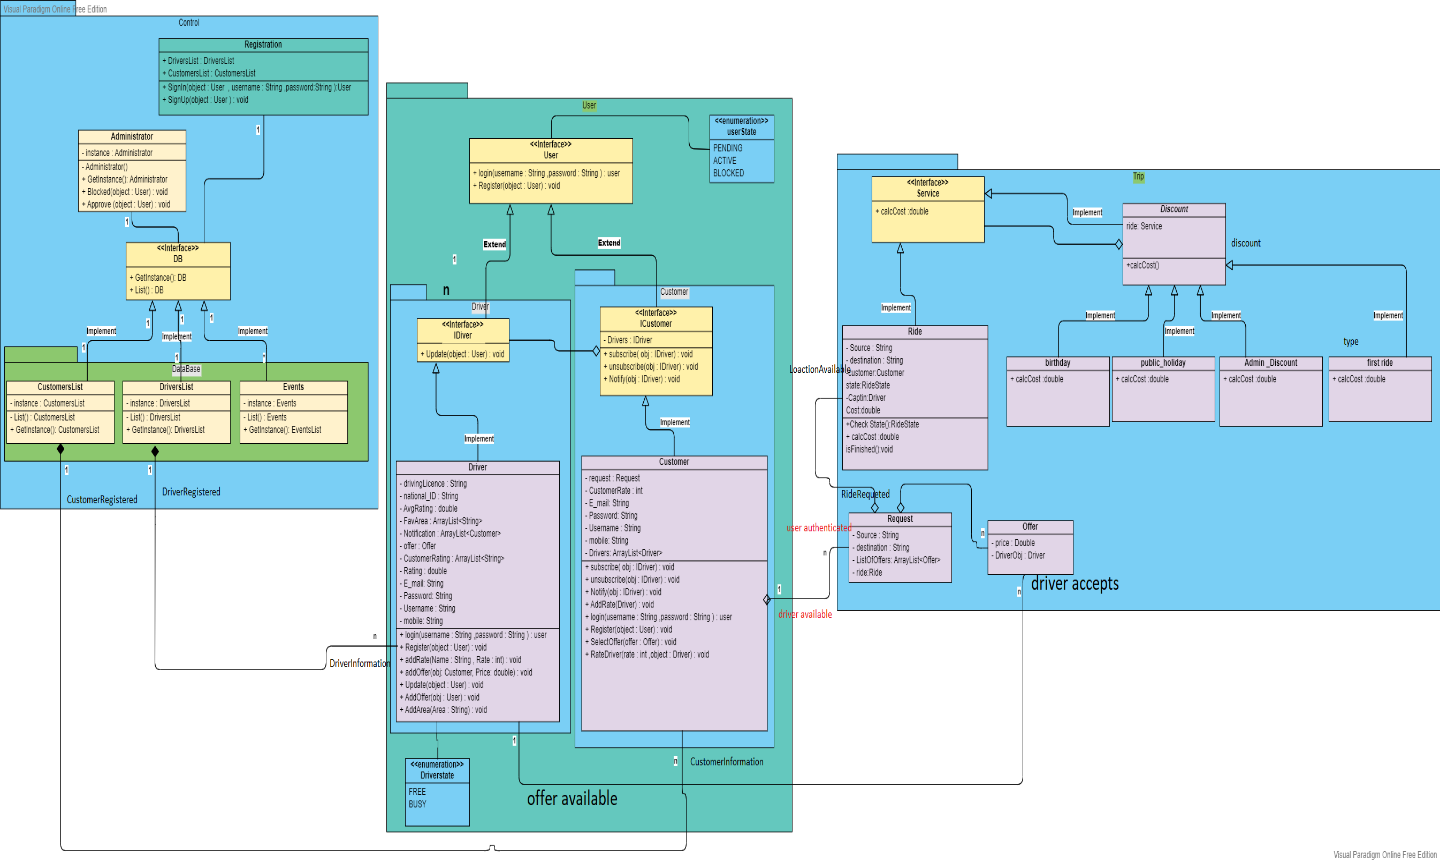 Visual Paradigm Online Free Edition
Control
Registration
+ DriversList : DriversList
+ CustomersList : CustomersList
+ SignIn(object : User , username : String ,password:String ):User
+ SignUp(object : User ) : void
1
Administrator
- instance : Administrator
- Administrator()
+ GetInstance(): Administrator
+ Blocked(object : User) : void
+ Approve (object : User) : void
1
<<Interface>>
DB
+ GetInstance(): DB
+ List() : DB
1
1
1
Implement
Implement
Implement
1
1
*
DataBase
CustomersList
- instance : CustomersList
- List() : CustomersList
+ GetInstance(): CustomersList
DriversList
- instance : DriversList
- List() : DriversList
+ GetInstance(): DriversList
Events
- instance : Events
- List() : Events
+ GetInstance(): EventsList
1
1
CustomerRegistered
DriverRegistered
User
<<enumeration>>
userState
PENDING
ACTIVE
BLOCKED
<<Interface>>
User
+ login(username : String ,password : String ) : user
+ Register(object : User) : void
Extend
Extend
1
n
Driver
<<Interface>>
IDriver
+ Update(object : User) : void
Implement
Driver
- drivingLicence : String
- national_ID : String
- AvgRating : double
- FavArea : ArrayList<String>
- Notification : ArrayList<Customer>
- offer : Offer
- CustomerRating : ArrayList<String>
- Rating : double
- E_mail: String
- Password: String
- Username : String
- mobile: String
+ login(username : String ,password : String ) : user
+ Register(object : User) : void
+ addRate(Name : String , Rate : int) : void
+ addOffer(obj: Customer, Price: double) : void
+ Update(object : User) : void
+ AddOffer(obj : User) : void
+ AddArea(Area : String) : void
n
DriverInformation
1
<<enumeration>>
Driverstate
FREE
BUSY
offer available
Customer
<<Interface>>
ICustomer
- Drivers : IDriver
+ subscribe( obj : IDriver) : void
+ unsubscribe(obj : IDriver) : void
+ Notify(obj : IDriver) : void
Implement
Customer
- request : Request
- CustomerRate : int
- E_mail: String
- Password: String
- Username : String
- mobile: String
- Drivers: ArrayList<Driver>
+ subscribe( obj : IDriver) : void
+ unsubscribe( obj : IDriver) : void
+ Notify(obj : IDriver) : void
+ AddRate(Driver) : void
+ login(username : String ,password : String ) : user
+ Register(object : User) : void
+ SelectOffer(offer : Offer) : void
+ RateDriver(rate : int ,object : Driver) : void
n
CustomerInformation
1
driver available
user authenticated
n
Trip
<<Interface>>
Service
+ calcCost :double
Implement
Discount
ride: Service
+calcCost()
discount
Implement
Implement
Implement
Implement
Implement
type
Ride
- Source : String
- destination : String
-customer:Customer
state:RideState
-Captin:Driver
Cost:double
+Check State():RideState
+ calcCost :double
isFinished():void
LoactionAvailable
birthday
+ calcCost :double
public_holiday
+ calcCost :double
Admin _Discount
+ calcCost :double
first ride
+ calcCost :double
RideRequeted
Request
- Source : String
- destination : String
- ListOfOffers: ArrayList<Offer>
- ride:Ride
n
Offer
- price : Double
- DriverObj : Driver
n
driver accepts
Visual Paradigm Online Free Edition